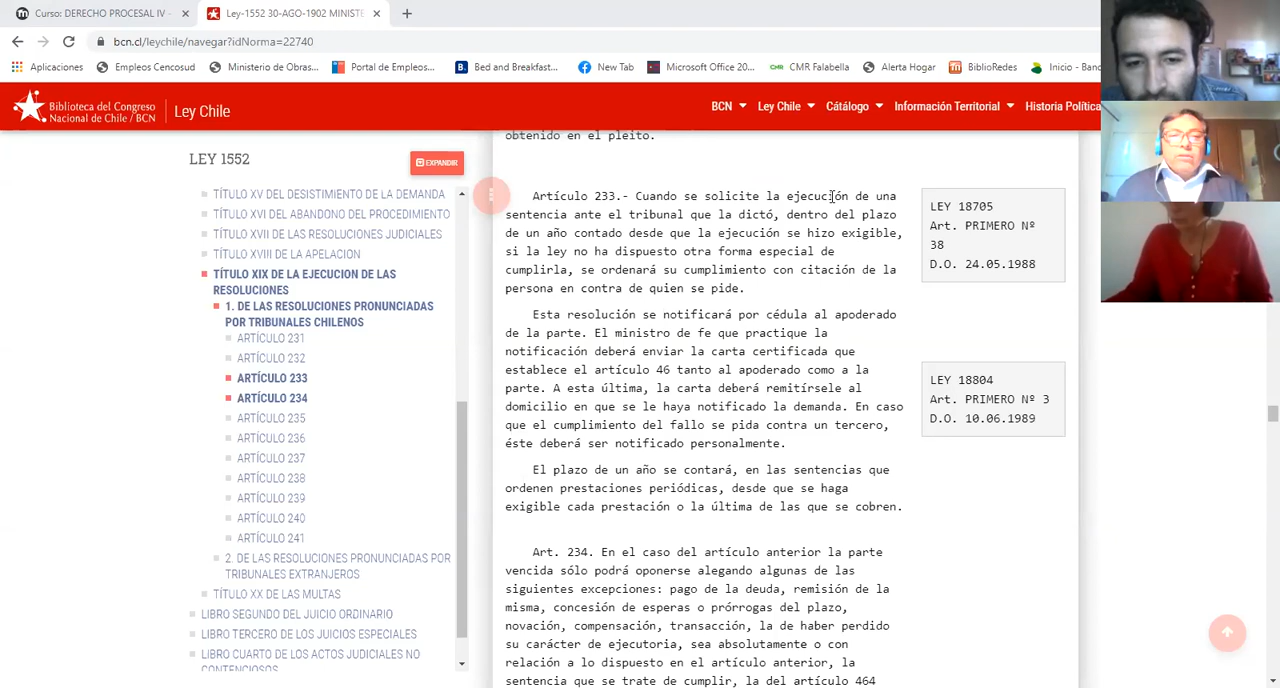 Curso: DERECHO PROCESAL IV -
Ley-1552 30-AGO-1902 MINISTE
bcn.cl/leychile/navegar?idNorma=22740
Aplicaciones
Empleos Cencosud
Ministerio de Obras...
Portal de Empleos...
Bed and Breakfast...
New Tab
Microsoft Office 20...
CMR Falabella
Alerta Hogar
BiblioRedes
Inicio - Banc
Biblioteca del Congreso
Nacional de Chile / BCN
Ley Chile
BCN
Ley Chile
Catálogo
Información Territorial
Historia Política
LEY 1552
EXPANDIR
TÍTULO XV DEL DESISTIMIENTO DE LA DEMANDA
TÍTULO XVI DEL ABANDONO DEL PROCEDIMIENTO
TÍTULO XVII DE LAS RESOLUCIONES JUDICIALES
TÍTULO XVIII DE LA APELACION
TÍTULO XIX DE LA EJECUCION DE LAS
RESOLUCIONES
1. DE LAS RESOLUCIONES PRONUNCIADAS
POR TRIBUNALES CHILENOS
ARTÍCULO 231
ARTÍCULO 232
ARTÍCULO 233
ARTÍCULO 234
ARTÍCULO 235
ARTÍCULO 236
ARTÍCULO 237
ARTÍCULO 238
ARTÍCULO 239
ARTÍCULO 240
ARTÍCULO 241
2. DE LAS RESOLUCIONES PRONUNCIADAS POR
TRIBUNALES EXTRANJEROS
TÍTULO XX DE LAS MULTAS
LIBRO SEGUNDO DEL JUICIO ORDINARIO
LIBRO TERCERO DE LOS JUICIOS ESPECIALES
LIBRO CUARTO DE LOS ACTOS JUDICIALES NO
CONTENCIOSOS
obtenido en el pleito.
Artículo 233.- Cuando se solicite la ejecución de una
sentencia ante el tribunal que la dictó, dentro del plazo
de un año contado desde que la ejecución se hizo exigible,
si la ley no ha dispuesto otra forma especial de
cumplirla, se ordenará su cumplimiento con citación de la
persona en contra de quien se pide.
Esta resolución se notificará por cédula al apoderado
de la parte. El ministro de fe que practique la
notificación deberá enviar la carta certificada que
establece el artículo 46 tanto al apoderado como a la
parte. A esta última, la carta deberá remitírsele al
domicilio en que se le haya notificado la demanda. En caso
que el cumplimiento del fallo se pida contra un tercero,
éste deberá ser notificado personalmente.
El plazo de un año se contará, en las sentencias que
ordenen prestaciones periódicas, desde que se haga
exigible cada prestación o la última de las que se cobren.
Art. 234. En el caso del artículo anterior la parte
vencida sólo podrá oponerse alegando algunas de las
siguientes excepciones: pago de la deuda, remisión de la
misma, concesión de esperas o prórrogas del plazo,
novación, compensación, transacción, la de haber perdido
su carácter de ejecutoria, sea absolutamente o con
relación a lo dispuesto en el artículo anterior, la
sentencia que se trate de cumplir, la del artículo 464
LEY 18705
Art. PRIMERO Nº
38
D.O. 24.05.1988
LEY 18804
Art. PRIMERO Nº 3
D.O. 10.06.1989